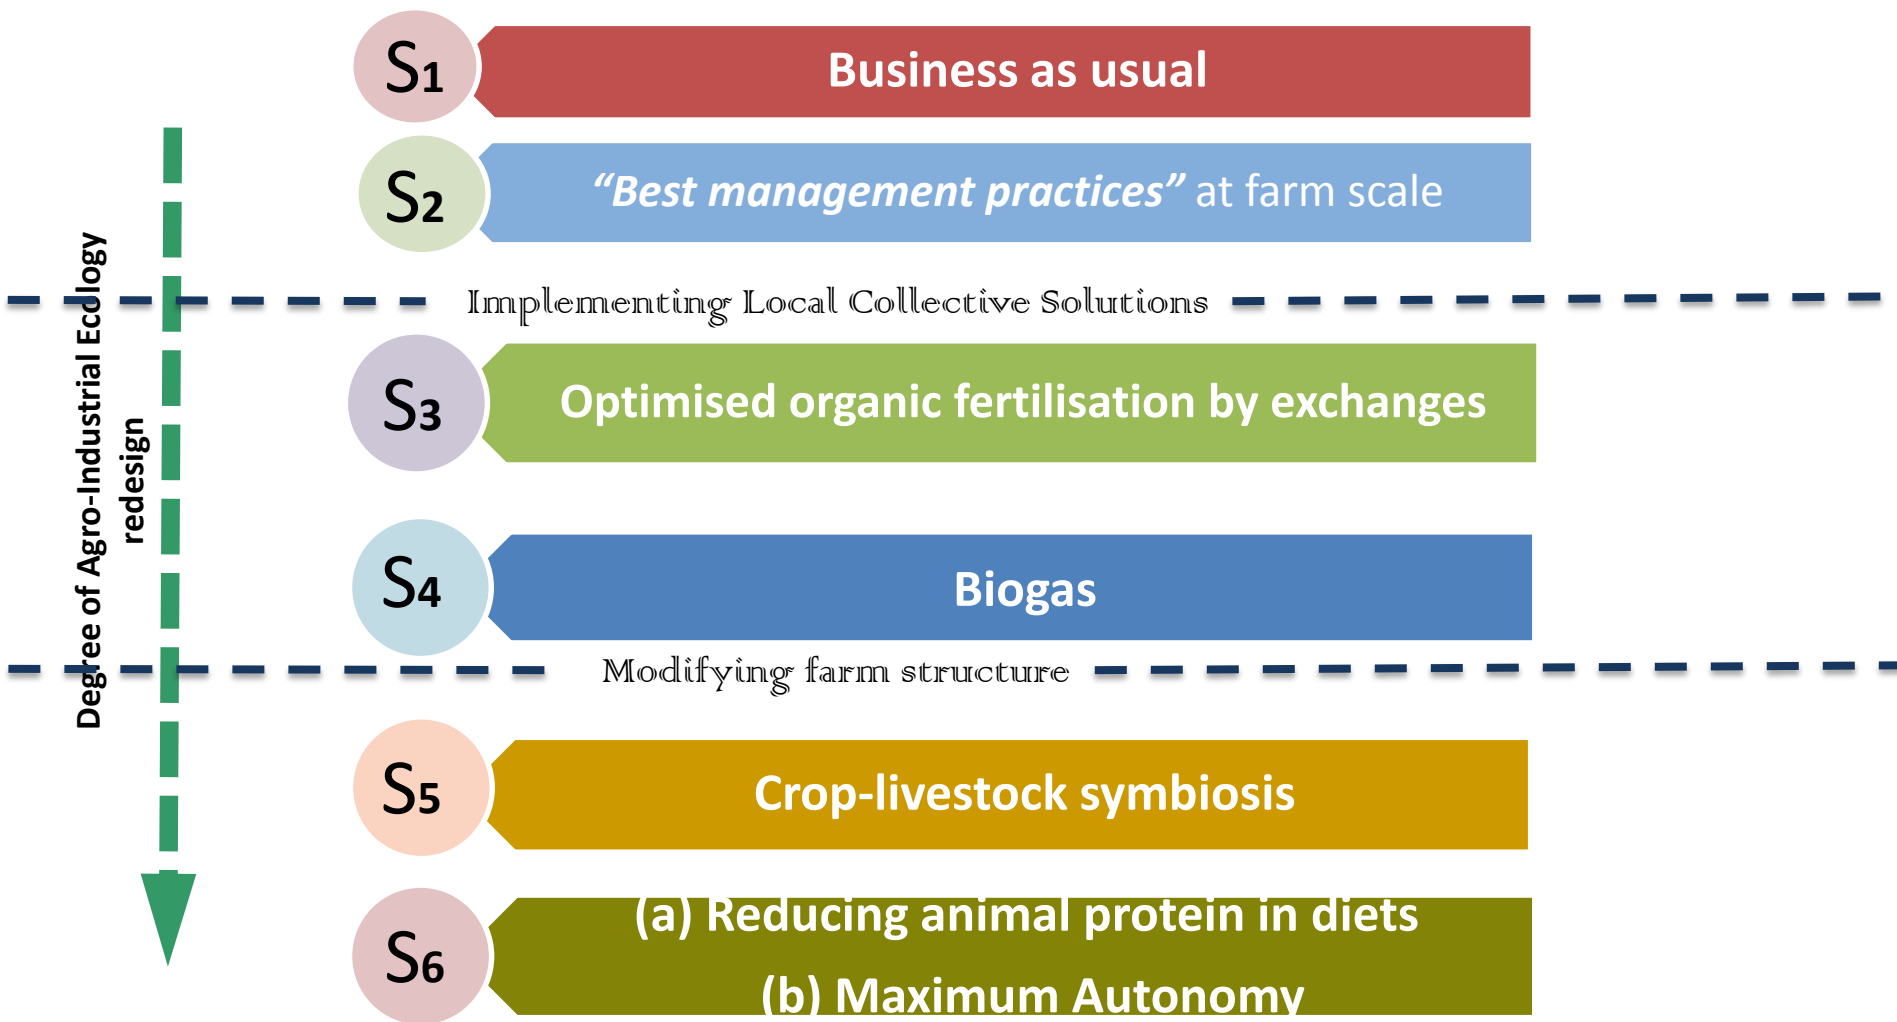 S1
Business as usual
S2
“Best management practices” at farm scale
Implementing Local Collective Solutions
Degree of Agro-Industrial Ecology
redesign
S3
Optimised organic fertilisation by exchanges
S4
Biogas
Modifying farm structure
S5
Crop-livestock symbiosis
S6
(a) Reducing animal protein in diets
(b) Maximum Autonomy